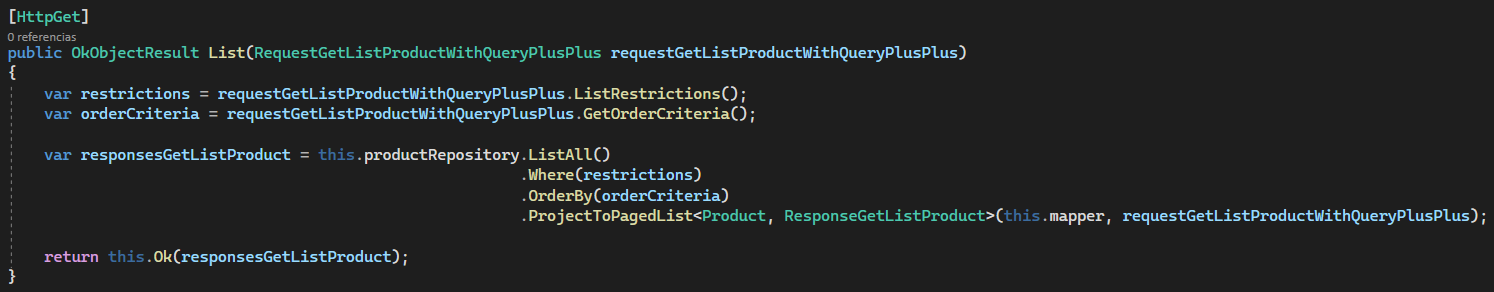 [HttpGet]
0 referencias
public OkObjectResult List(RequestGetListProductWithQueryPlusPlus requestGetListProductWithQueryPlusPlus)
{
    var restrictions = requestGetListProductWithQueryPlusPlus.ListRestrictions();
    var orderCriteria = requestGetListProductWithQueryPlusPlus.GetOrderCriteria();

    var responsesGetListProduct = this.productRepository.ListAll()
                                                        .Where(restrictions)
                                                        .OrderBy(orderCriteria)
                                                        .ProjectToPagedList<Product, ResponseGetListProduct>(this.mapper, requestGetListProductWithQueryPlusPlus);

    return this.Ok(responsesGetListProduct);
}